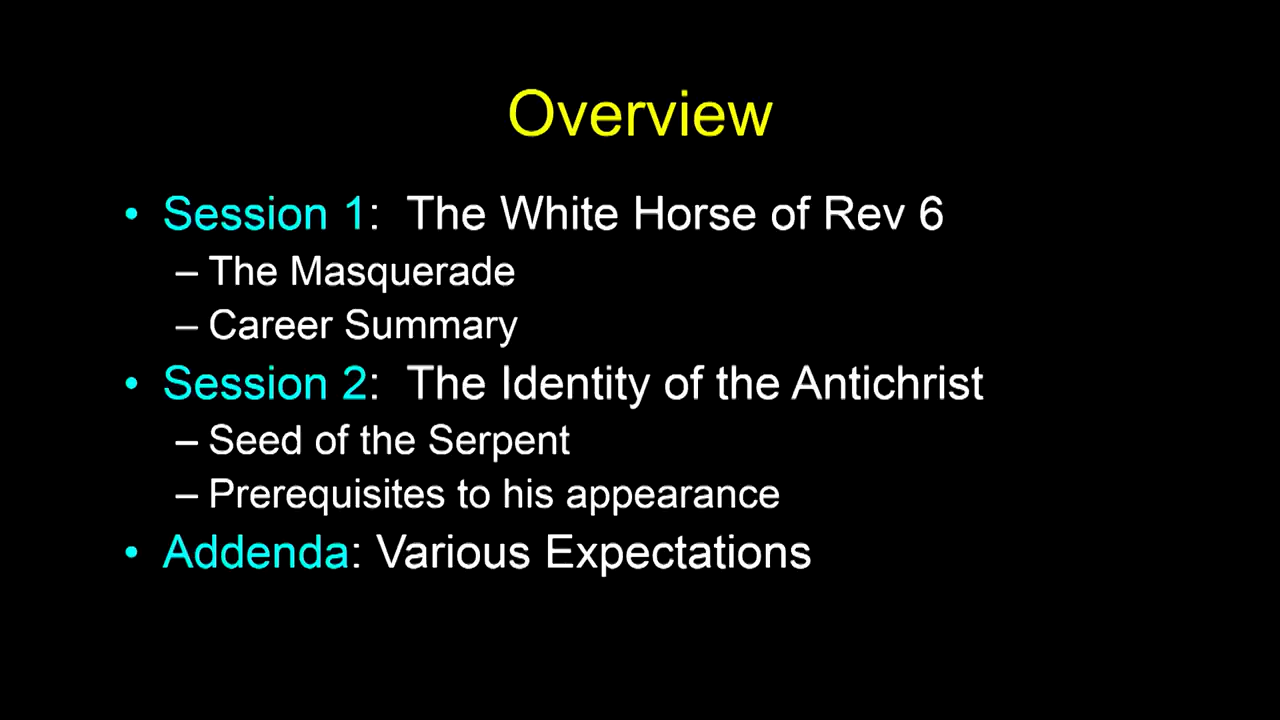 Overview
• Session 1:  The White Horse of Rev 6
– The Masquerade
– Career Summary
• Session 2:  The Identity of the Antichrist
– Seed of the Serpent
– Prerequisites to his appearance
• Addenda: Various Expectations